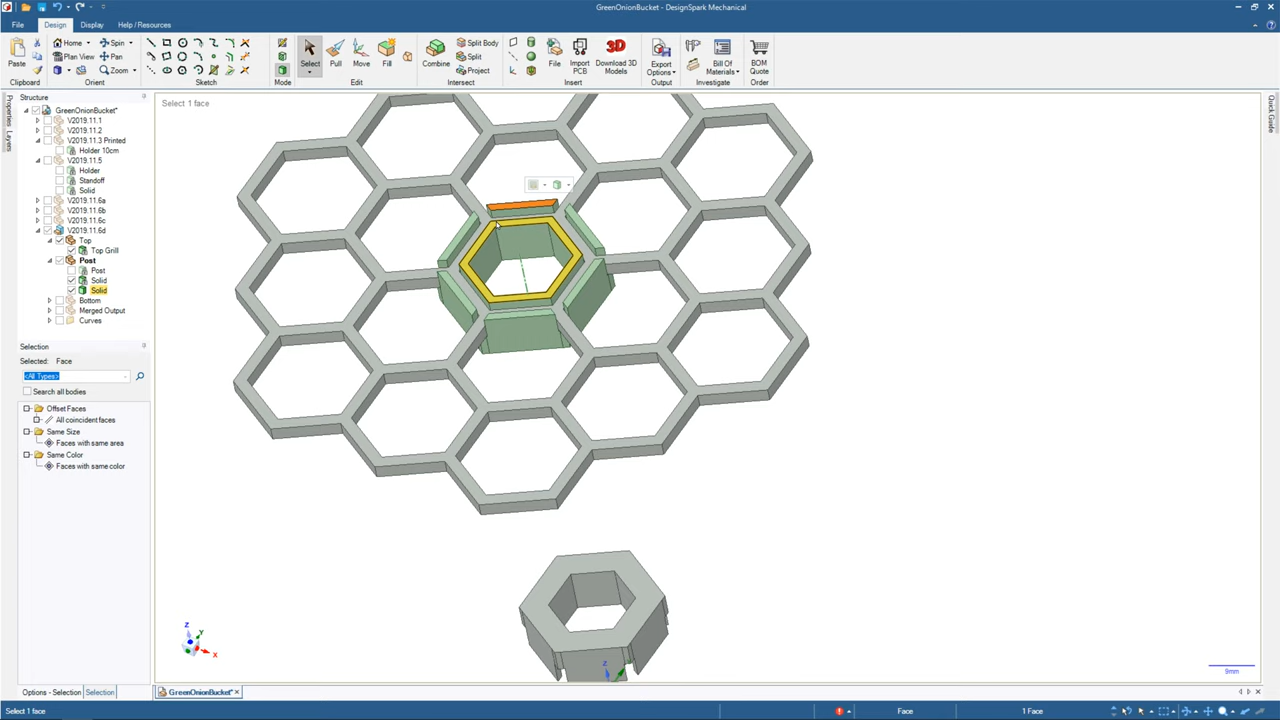 GreenOnionBucket - DesignSpark Mechanical
File Design Display Help / Resources
Paste
Home Spin
Plan View Pan
Zoom
Orient
Sketch
Mode
Select Pull Move Fill
Edit
Combine
Split Body
Split
Project
Intersect
File Import PCB Download 3D Models
Insert
Export Options
Output
Bill Of Materials
Investigate
BOM Quote
Order
Properties
Layers
Structure
GreenOnionBucket*
V2019.11.1
V2019.11.2
V2019.11.3 Printed
Holder 10cm
V2019.11.5
Holder
Standoff
Solid
V2019.11.6a
V2019.11.6b
V2019.11.6c
V2019.11.6d
Top
Top Grill
Post
Post
Solid
Solid
Bottom
Merged Output
Curves
Selection
Selected: Face
<All Types>
Search all bodies
Offset Faces
All coincident faces
Same Size
Faces with same area
Same Color
Faces with same color
Options - Selection Selection
Select 1 face
Quick Guide
Z
Y
X
Z
9mm
GreenOnionBucket*
Select 1 face
Face
1 Face